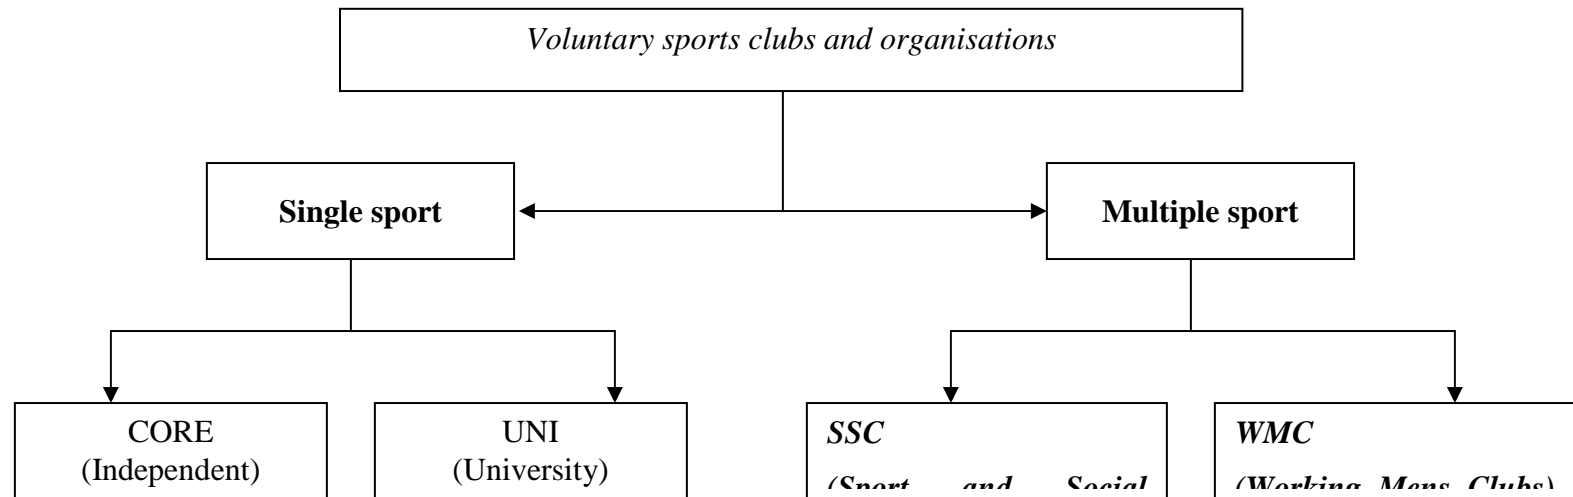 Voluntary sports clubs and organisations
Single sport
Multiple sport
CORE
(Independent)
UNI
(University)
SSC
(Sport and Social
WMC
(Working Mens Clubs)